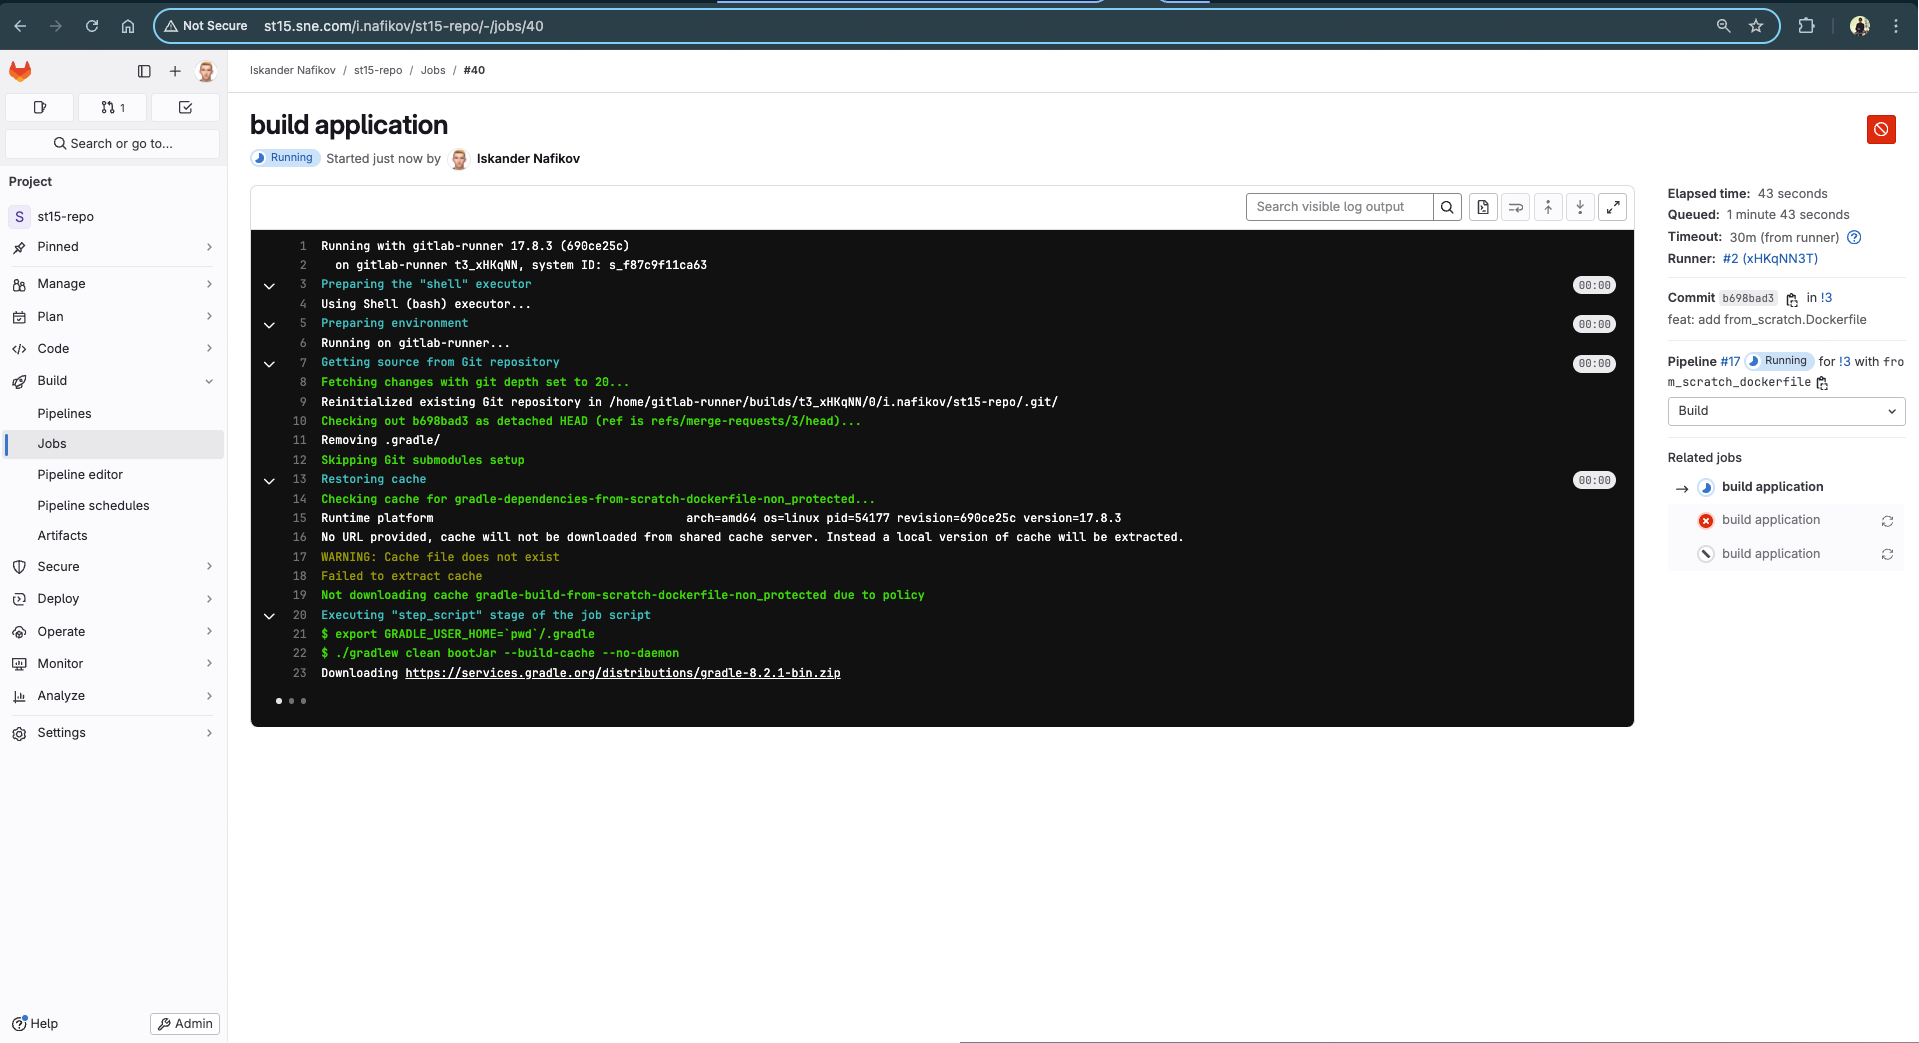 Not Secure st15.sne.com/i.nafikov/st15-repo/-/jobs/40
1
Search or go to...
Project
S st15-repo
Pinned
Manage
Plan
Code
Build
Pipelines
Jobs
Pipeline editor
Pipeline schedules
Artifacts
Secure
Deploy
Operate
Monitor
Analyze
Settings
Help
Admin
Iskander Nafikov / st15-repo / Jobs / #40
build application
Running Started just now by Iskander Nafikov
Search visible log output
1 Running with gitlab-runner 17.8.3 (690ce25c)
2 on gitlab-runner t3_xHKqNN, system ID: s_f87c9f11ca63
3 Preparing the "shell" executor 00:00
4 Using Shell (bash) executor...
5 Preparing environment 00:00
6 Running on gitlab-runner...
7 Getting source from Git repository 00:00
8 Fetching changes with git depth set to 20...
9 Reinitialized existing Git repository in /home/gitlab-runner/builds/t3_xHKqNN/0/i.nafikov/st15-repo/.git/
10 Checking out b698bad3 as detached HEAD (ref is refs/merge-requests/3/head)...
11 Removing .gradle/
12 Skipping Git submodules setup
13 Restoring cache 00:00
14 Checking cache for gradle-dependencies-from-scratch-dockerfile-non_protected...
15 Runtime platform arch=amd64 os=linux pid=54177 revision=690ce25c version=17.8.3
16 No URL provided, cache will not be downloaded from shared cache server. Instead a local version of cache will be extracted.
17 WARNING: Cache file does not exist
18 Failed to extract cache
19 Not downloading cache gradle-build-from-scratch-dockerfile-non_protected due to policy
20 Executing "step_script" stage of the job script
21 $ export GRADLE_USER_HOME=`pwd`/.gradle
22 $ ./gradlew clean bootJar --build-cache --no-daemon
23 Downloading https://services.gradle.org/distributions/gradle-8.2.1-bin.zip
Elapsed time: 43 seconds
Queued: 1 minute 43 seconds
Timeout: 30m (from runner)
Runner: #2 (xHKqNN3T)
Commit b698bad3 in !3
feat: add from_scratch.Dockerfile
Pipeline #17 Running for !3 with fro
m_scratch_dockerfile
Build
Related jobs
build application
build application
build application